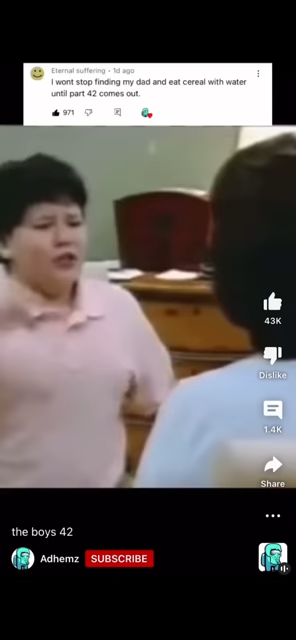 Eternal suffering • 1d ago
I wont stop finding my dad and eat cereal with water
until part 42 comes out.
971
43K
Dislike
1.4K
Share
the boys 42
Adhemz SUBSCRIBE